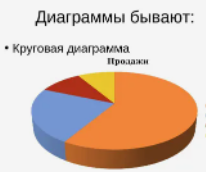 Диаграммы бывают:
• Круговая диаграмма
Продажи